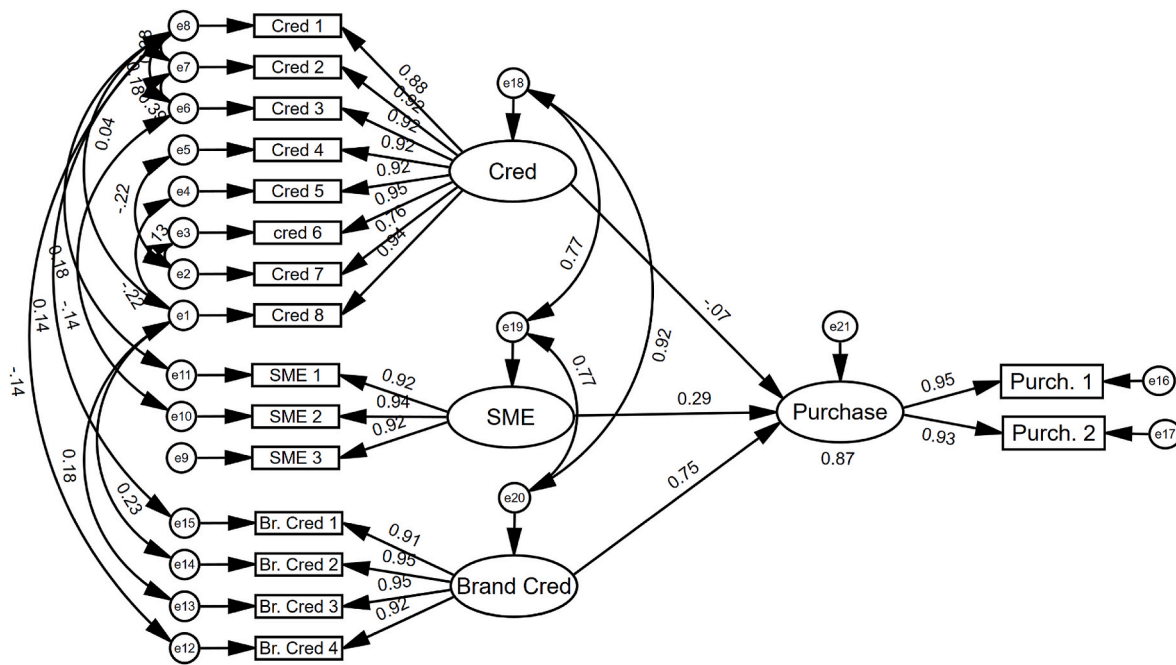 e8 Cred 1
e7 Cred 2
e6 Cred 3
e5 Cred 4
e4 Cred 5
e3 cred 6
e2 Cred 7
e1 Cred 8
0.88
0.92
0.92
0.92
0.92
0.95
0.76
0.94
e18
Cred
0.04
-.22
13
-.22
0.18
0.14
-.14
-.14
0.77
0.92
-.07
e19
0.77
e21
e11 SME 1
e10 SME 2
e9 SME 3
0.92
0.94
0.92
SME
0.29
Purchase
0.87
0.95
0.93
Purch. 1 e16
Purch. 2 e17
0.18
0.23
0.75
e20
e15 Br. Cred 1
e14 Br. Cred 2
e13 Br. Cred 3
e12 Br. Cred 4
0.91
0.95
0.95
0.92
Brand Cred